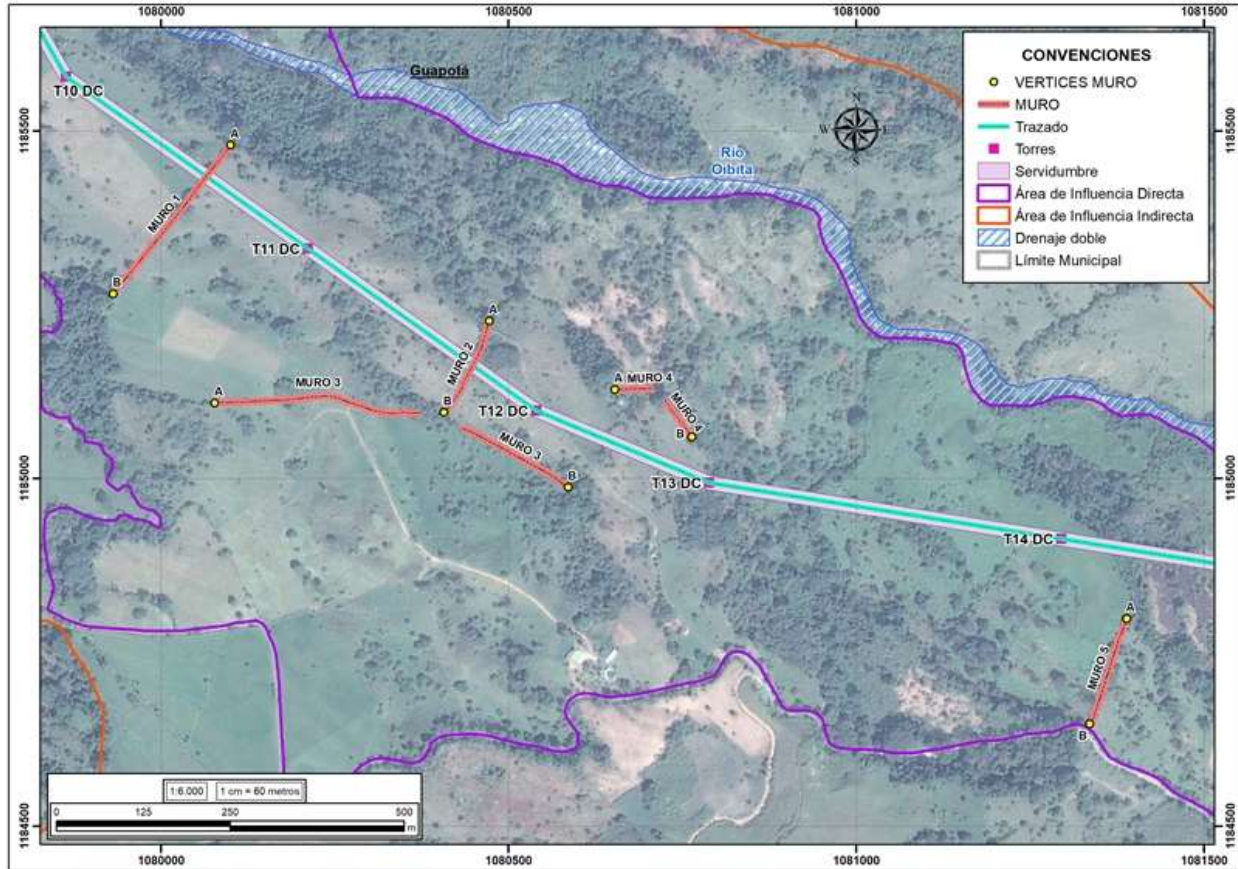 1080000 1080500 1081000 1081500
Guapotá
T10 DC
1185500
1185500
A
MURO 1
B
T11 DC
Río
Oibita
N
W E
S
CONVENCIONES
VERTICES MURO
MURO
Trazado
Torres
Servidumbre
Área de Influencia Directa
Área de Influencia Indirecta
Drenaje doble
Límite Municipal
A
MURO 2
B
A
MURO 3
MURO 3
B
T12 DC
A
MURO 4
MURO 4
B
1185000
1185000
T13 DC
T14 DC
A
MURO 5
B
1:6.000 1 cm = 60 metros
0 125 250 500
m
1184500
1184500
1080000 1080500 1081000 1081500